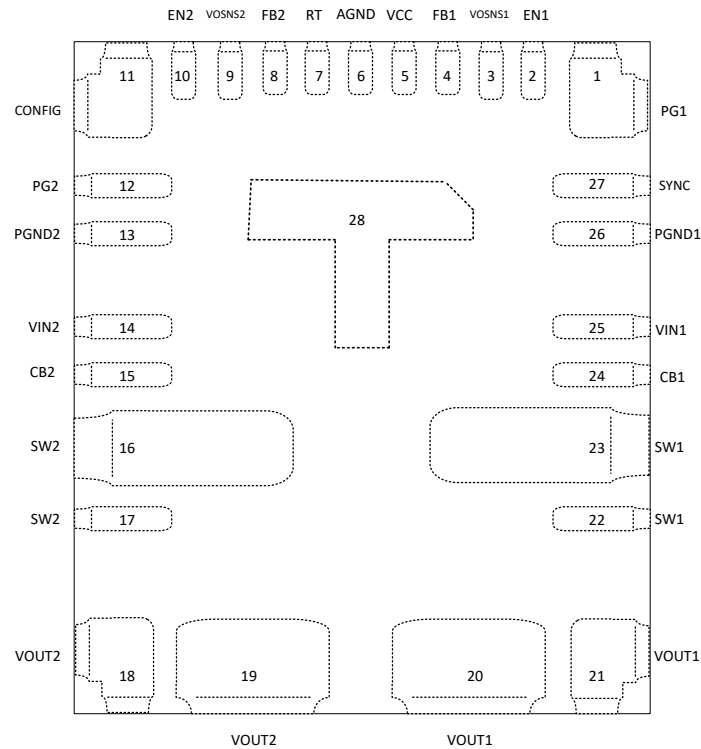 EN2 VOSNS2 FB2 RT AGND VCC FB1 VOSNS1 EN1
11 10 9 8 7 6 5 4 3 2 1
CONFIG PG1
PG2 12 27 SYNC
PGND2 13 28 26 PGND1
VIN2 14 25 VIN1
CB2 15 24 CB1
SW2 16 23 SW1
SW2 17 22 SW1
VOUT2 VOUT1
18 19 20 21
VOUT2 VOUT1